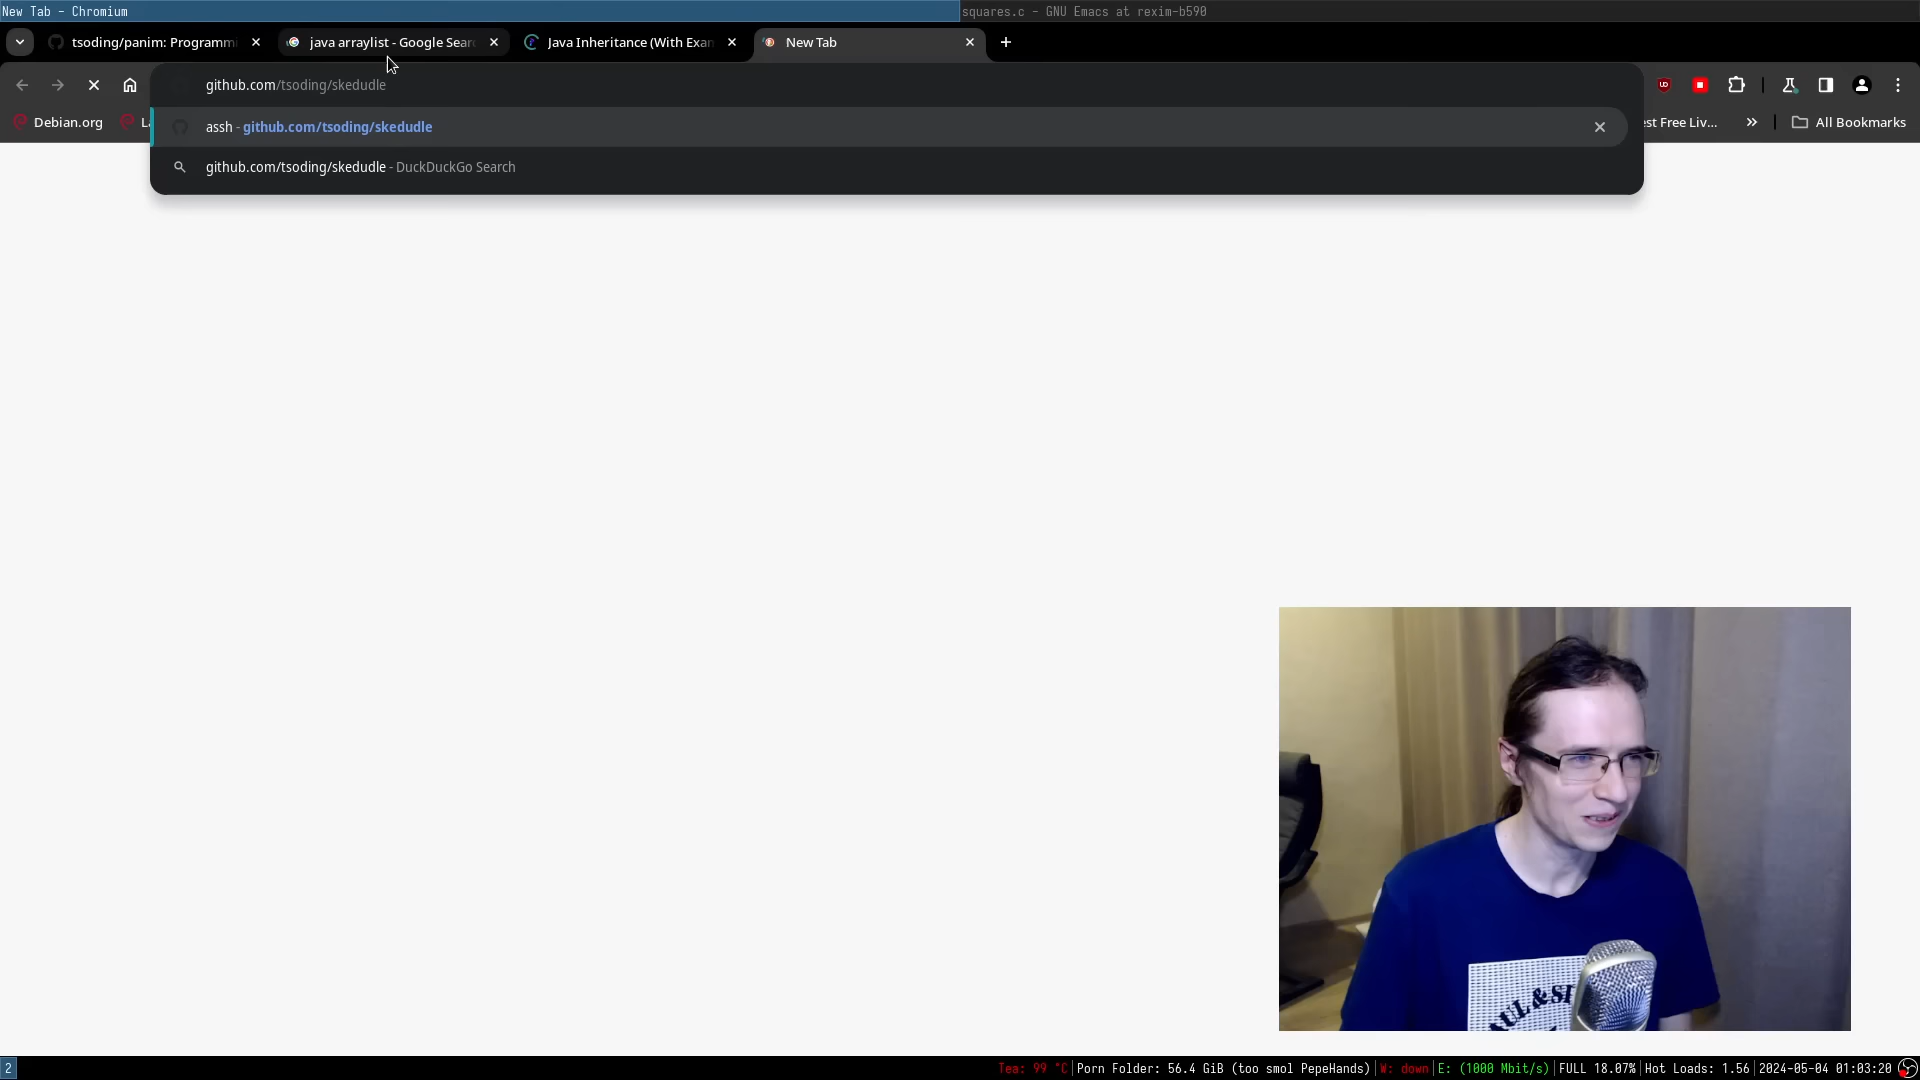 New Tab - Chromium
squares.c - GNU Emacs at rexim-b590
tsoding/panim: Programmi
java arraylist - Google Sear
Java Inheritance (With Exan
New Tab
github.com/tsoding/skedudle
Debian.org
La
assh - github.com/tsoding/skedudle
est Free Liv...
All Bookmarks
github.com/tsoding/skedudle - DuckDuckGo Search
2
Tea: 99 °C
Porn Folder: 56.4 GiB (too smol PepeHands)
W: down
E: (1000 Mbit/s)
FULL 18.07%
Hot Loads: 1.56
2024-05-04 01:03:20